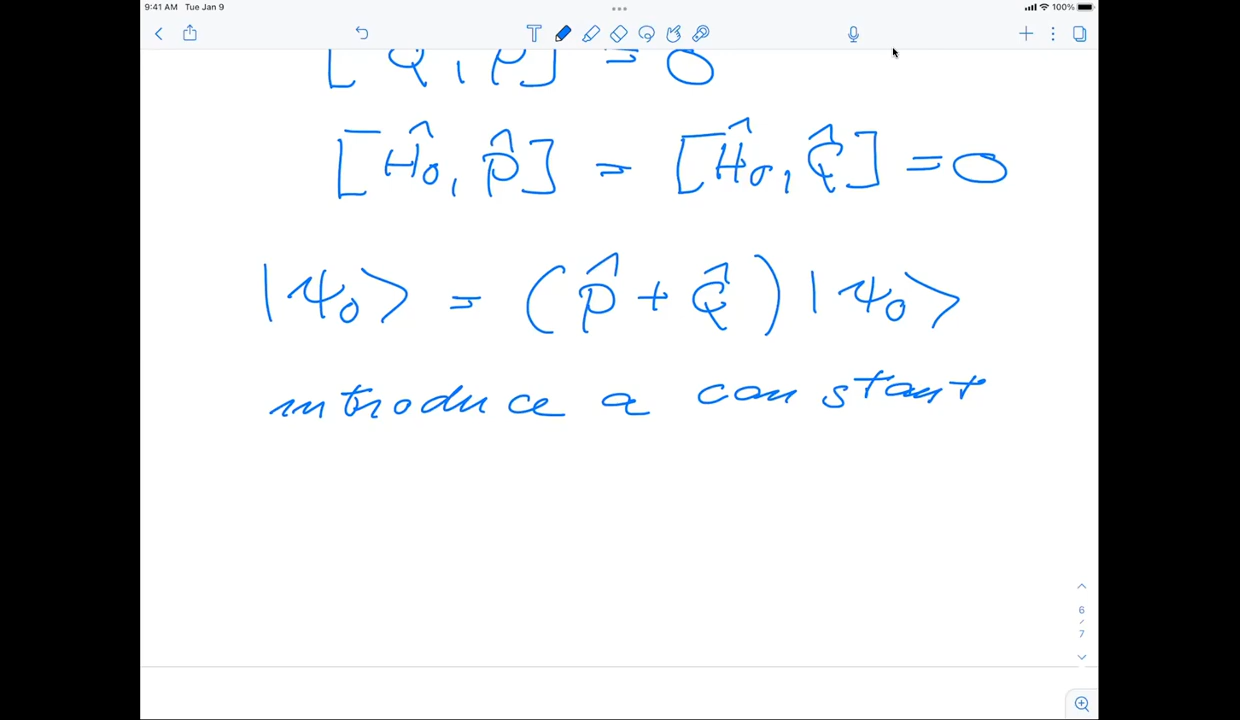 9:41 AM Tue Jan 9
100%
[Q̂, P̂] = 0
[Ĥ₀, P̂] = [Ĥ₀, Q̂] = 0
|Ψ₀⟩ = (P̂ + Q̂) |Ψ₀⟩
introduce a constant
6
/
7